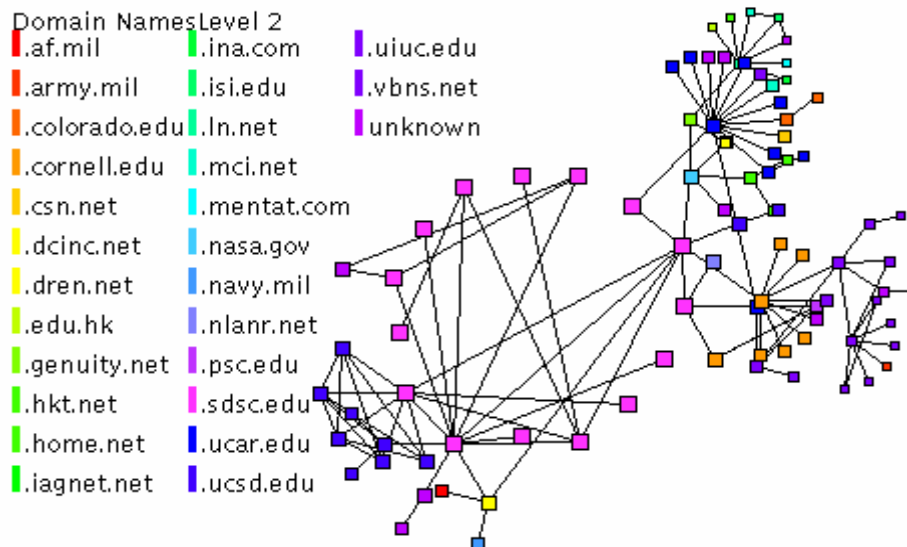 Domain NamesLevel 2
.af.mil .ina.com .uiuc.edu
.army.mil .isi.edu .vbns.net
.colorado.edu .ln.net unknown
.cornell.edu .mci.net
.csn.net .mentat.com
.dcinc.net .nasa.gov
.dren.net .navy.mil
.edu.hk .nlanr.net
.genuity.net .psc.edu
.hkt.net .sdsc.edu
.home.net .ucar.edu
.iagnet.net .ucsd.edu